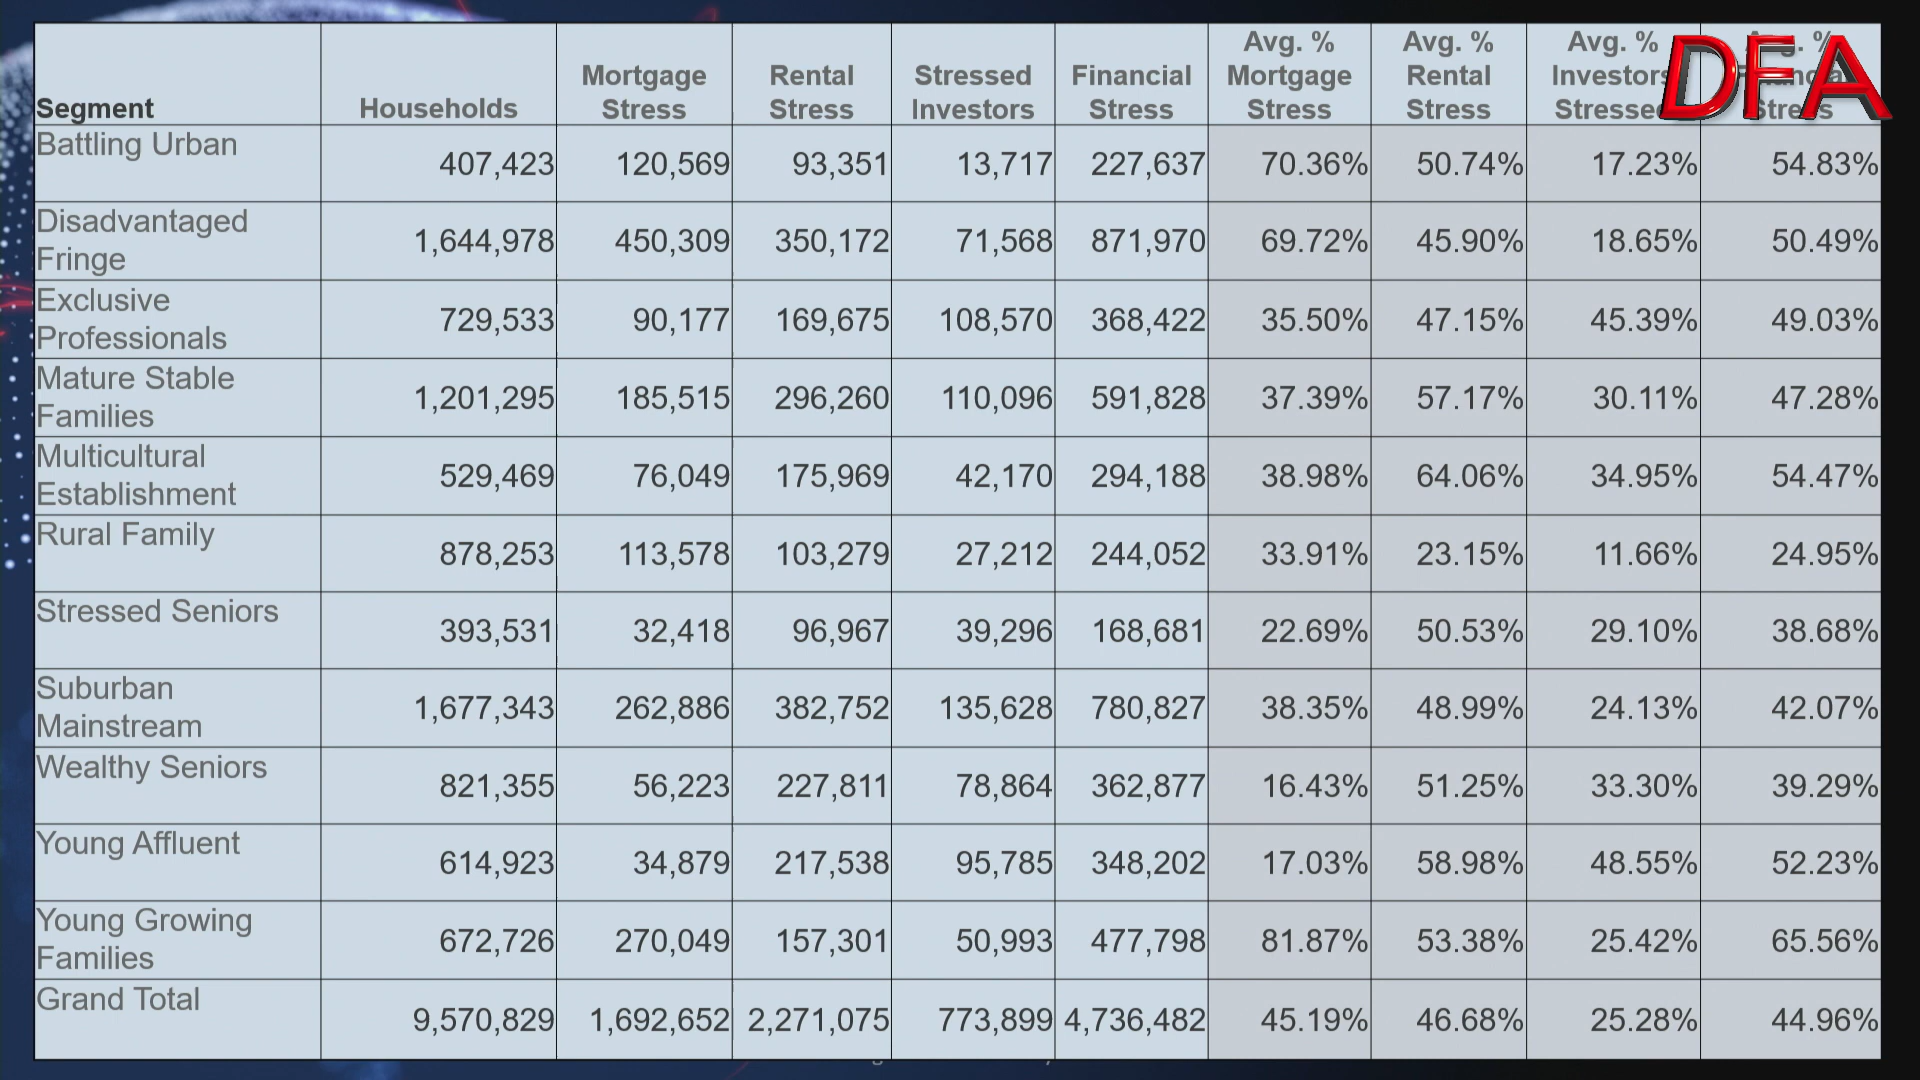 Segment Households Mortgage Stress Rental Stress Stressed Investors Financial Stress Avg. % Mortgage Stress Avg. % Rental Stress Avg. % Investors Stressed
DFA
Battling Urban 407,423 120,569 93,351 13,717 227,637 70.36% 50.74% 17.23% 54.83%
Disadvantaged Fringe 1,644,978 450,309 350,172 71,568 871,970 69.72% 45.90% 18.65% 50.49%
Exclusive Professionals 729,533 90,177 169,675 108,570 368,422 35.50% 47.15% 45.39% 49.03%
Mature Stable Families 1,201,295 185,515 296,260 110,096 591,828 37.39% 57.17% 30.11% 47.28%
Multicultural Establishment 529,469 76,049 175,969 42,170 294,188 38.98% 64.06% 34.95% 54.47%
Rural Family 878,253 113,578 103,279 27,212 244,052 33.91% 23.15% 11.66% 24.95%
Stressed Seniors 393,531 32,418 96,967 39,296 168,681 22.69% 50.53% 29.10% 38.68%
Suburban Mainstream 1,677,343 262,886 382,752 135,628 780,827 38.35% 48.99% 24.13% 42.07%
Wealthy Seniors 821,355 56,223 227,811 78,864 362,877 16.43% 51.25% 33.30% 39.29%
Young Affluent 614,923 34,879 217,538 95,785 348,202 17.03% 58.98% 48.55% 52.23%
Young Growing Families 672,726 270,049 157,301 50,993 477,798 81.87% 53.38% 25.42% 65.56%
Grand Total 9,570,829 1,692,652 2,271,075 773,899 4,736,482 45.19% 46.68% 25.28% 44.96%